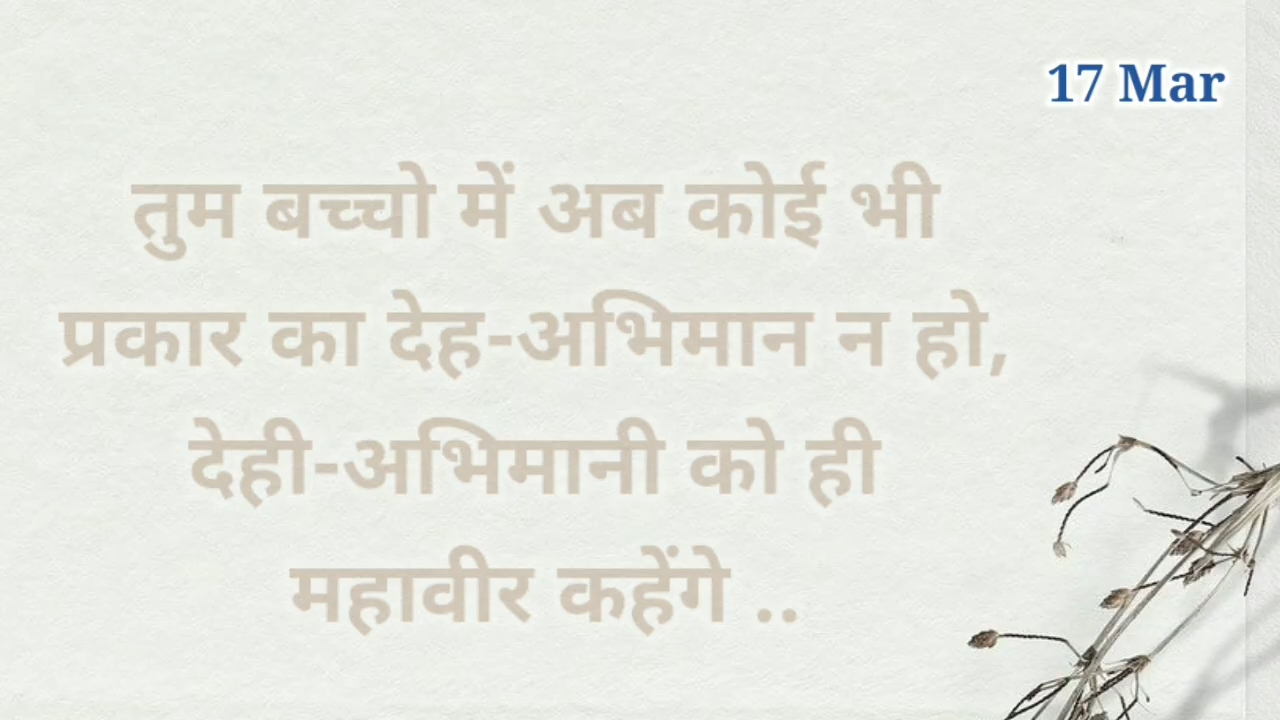 17 Mar
तुम बच्चो में अब कोई भी
प्रकार का देह-अभिमान न हो,
देही-अभिमानी को ही
महावीर कहेंगे ..